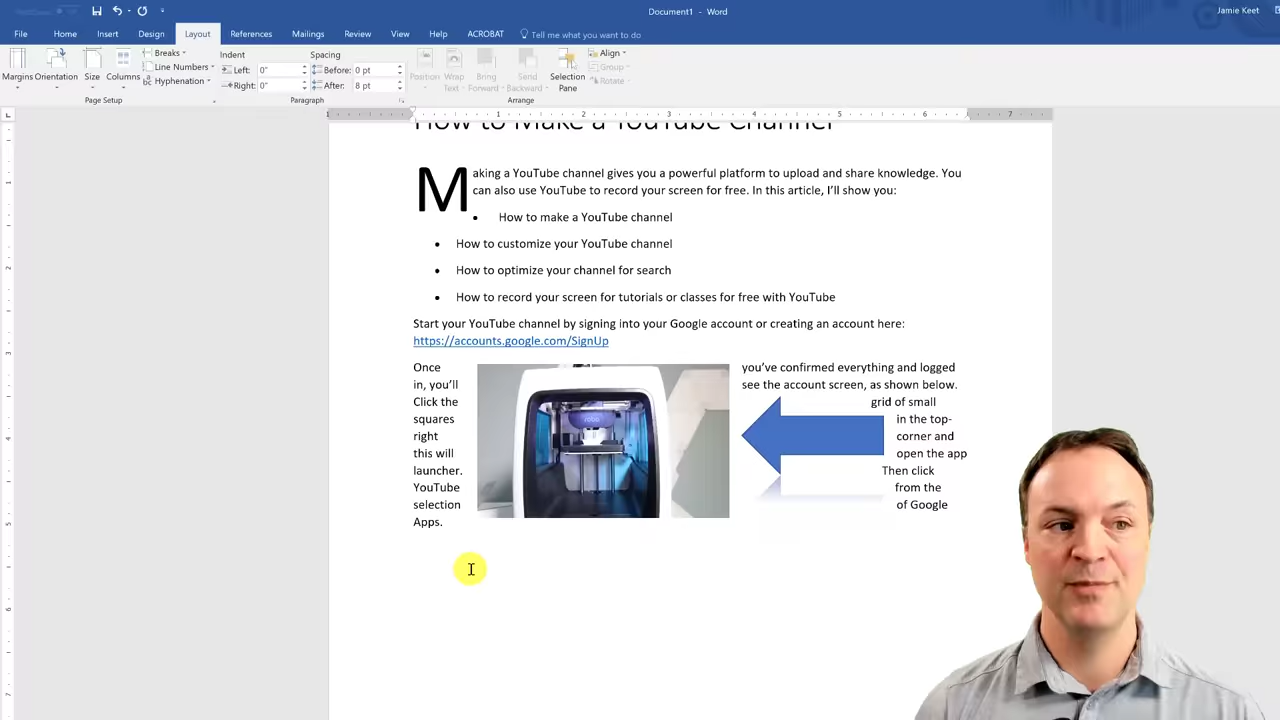 Document1 - Word
Jamie Keet
File Home Insert Design Layout References Mailings Review View Help ACROBAT Tell me what you want to do
Margins Orientation Size Columns
Breaks
Line Numbers
Hyphenation
Page Setup
Indent Spacing
Left: 0" Before: 0 pt
Right: 0" After: 8 pt
Paragraph
Position Wrap Text Bring Forward Send Backward Selection Pane
Align
Group
Rotate
Arrange
How to Make a YouTube Channel
Making a YouTube channel gives you a powerful platform to upload and share knowledge. You
can also use YouTube to record your screen for free. In this article, I'll show you:
• How to make a YouTube channel
• How to customize your YouTube channel
• How to optimize your channel for search
• How to record your screen for tutorials or classes for free with YouTube
Start your YouTube channel by signing into your Google account or creating an account here:
https://accounts.google.com/SignUp
Once you've confirmed everything and logged
in, you'll see the account screen, as shown below.
Click the grid of small
squares in the top-
right corner and
this will open the app
launcher. Then click
YouTube from the
selection of Google
Apps.
robo